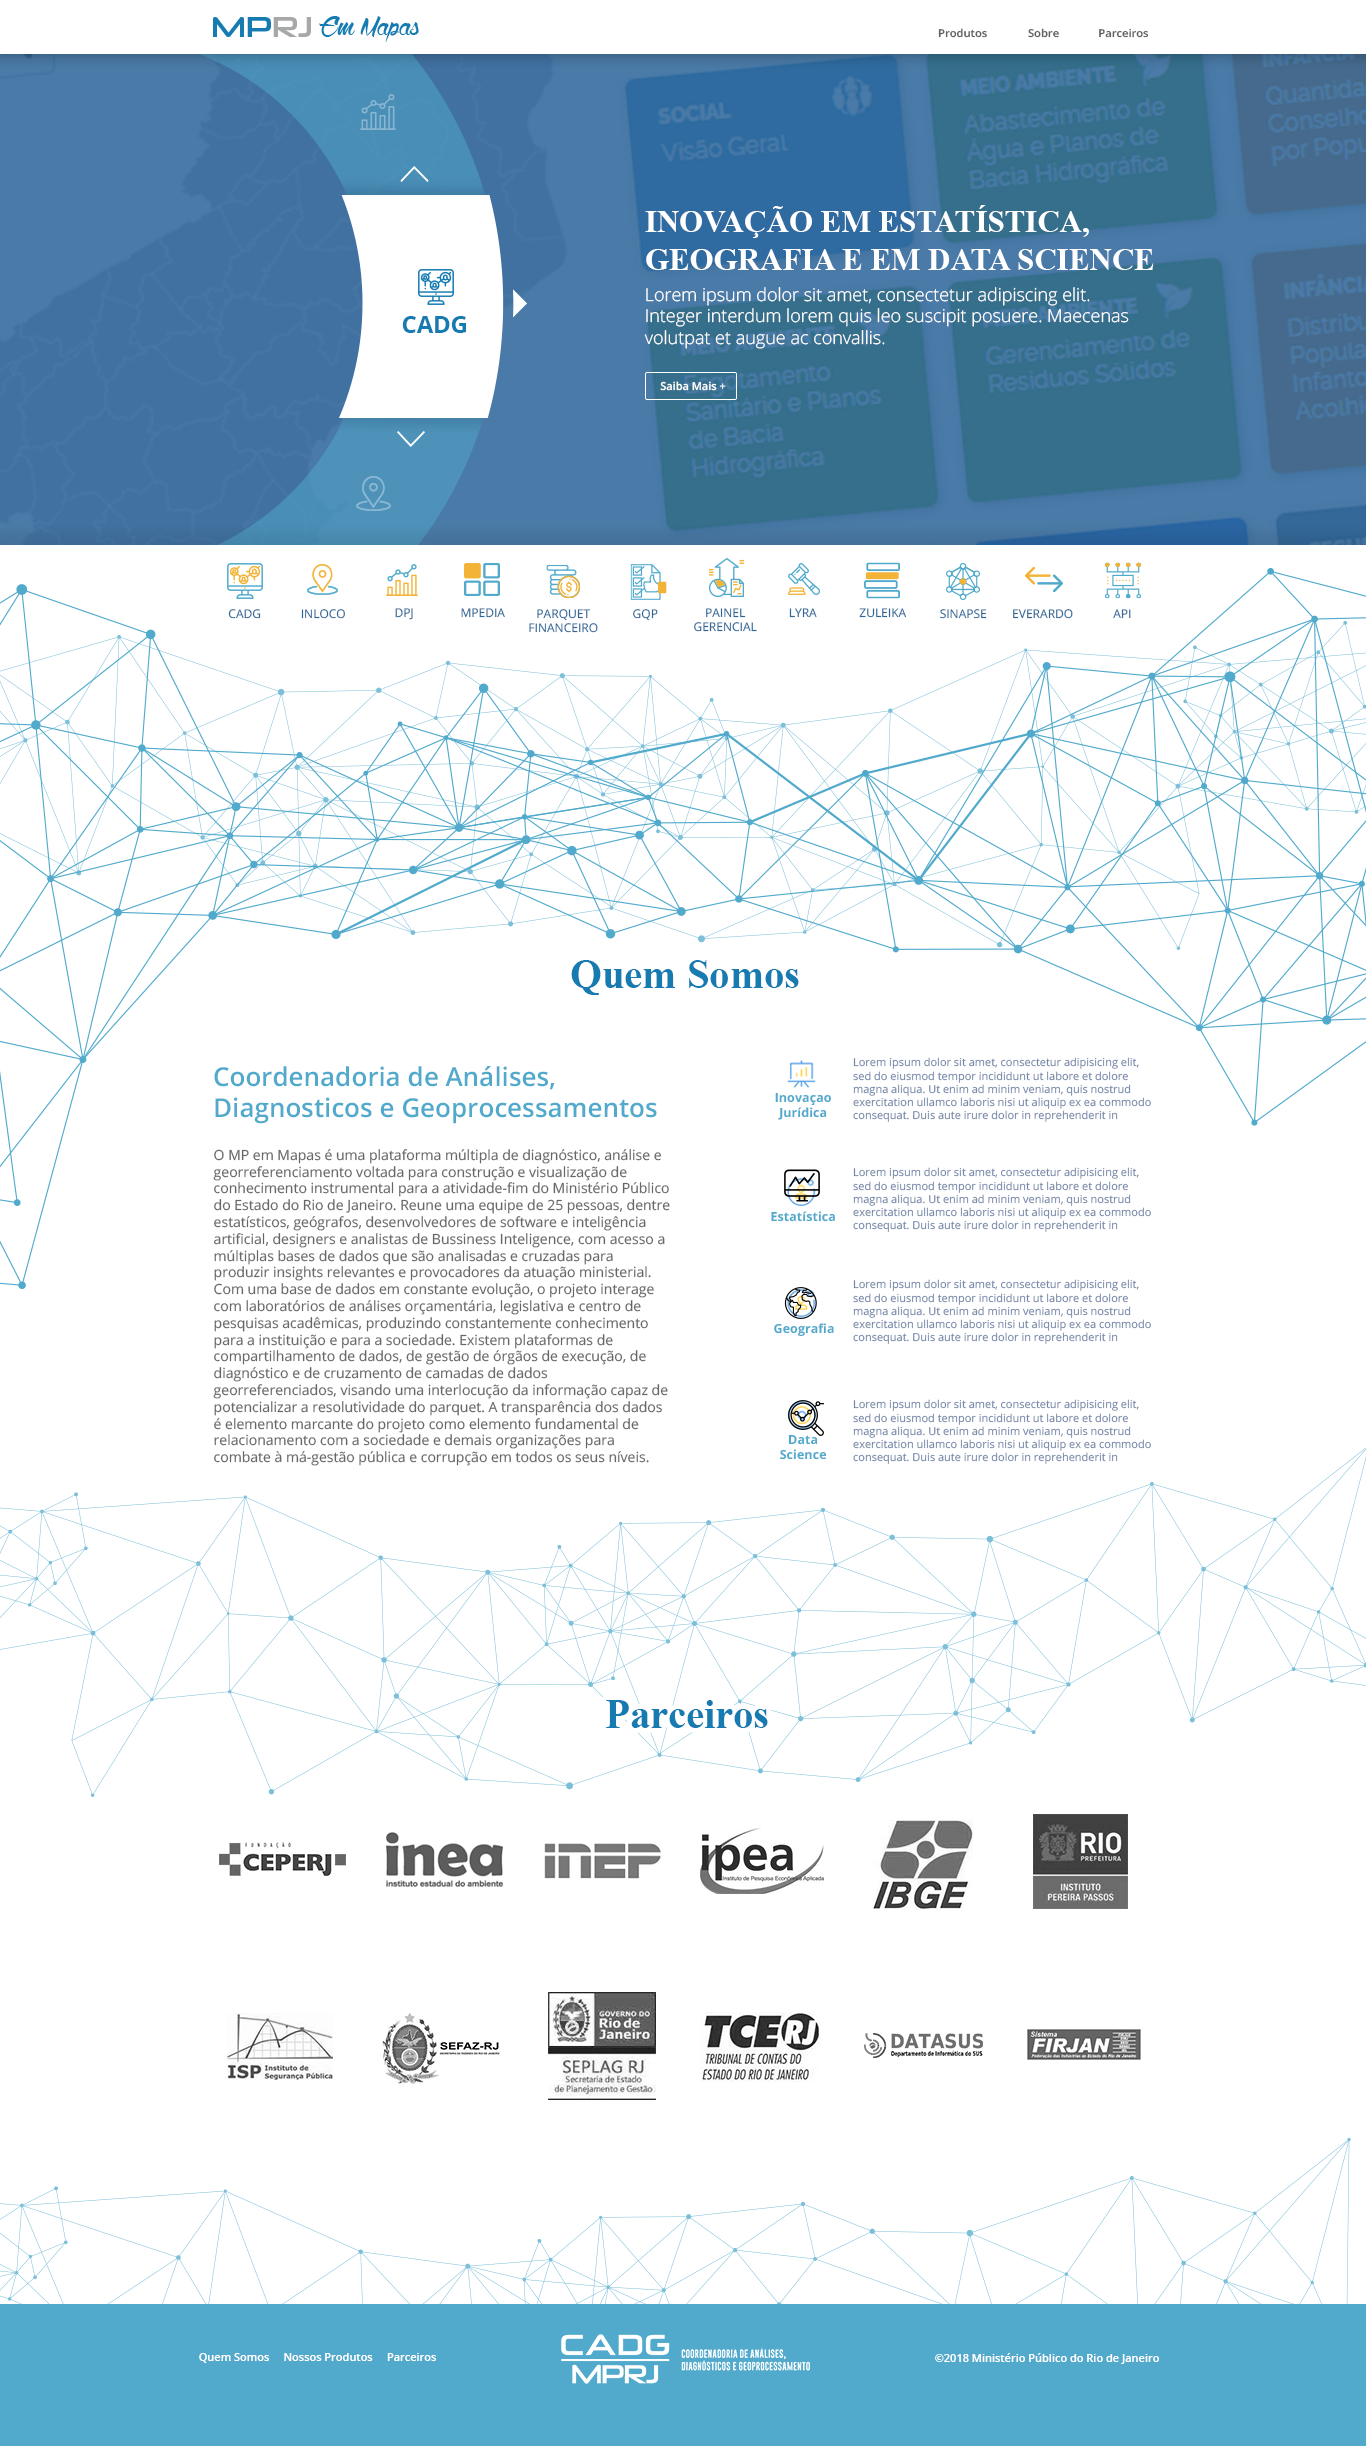 MPRJ Em Mapas
Produtos Sobre Parceiros
SOCIAL
Visão Geral
MEIO AMBIENTE
Abastecimento de
Água e Planos de
Bacia Hidrográfica
Quantida
Conselho
por Popu
CADG
INOVAÇÃO EM ESTATÍSTICA,
GEOGRAFIA E EM DATA SCIENCE
Lorem ipsum dolor sit amet, consectetur adipiscing elit.
Integer interdum lorem quis leo suscipit posuere. Maecenas
volutpat et augue ac convallis.
Saiba Mais +
MEIO AMBIENTE
Esgotamento
Sanitário e Planos
de Bacia
Hidrográfica
AMBIENTE
Gerenciamento de
Resíduos Sólidos
INFÂNCI
Distribu
Popula
Infanto
Acolhi
CADG
INLOCO
DPJ
MPEDIA
PARQUET
FINANCEIRO
GQP
PAINEL
GERENCIAL
LYRA
ZULEIKA
SINAPSE
EVERARDO
API
Quem Somos
Coordenadoria de Análises,
Diagnosticos e Geoprocessamentos
O MP em Mapas é uma plataforma múltipla de diagnóstico, análise e
georreferenciamento voltada para construção e visualização de
conhecimento instrumental para a atividade-fim do Ministério Público
do Estado do Rio de Janeiro. Reune uma equipe de 25 pessoas, dentre
estatísticos, geógrafos, desenvolvedores de software e inteligência
artificial, designers e analistas de Bussiness Inteligence, com acesso a
múltiplas bases de dados que são analisadas e cruzadas para
produzir insights relevantes e provocadores da atuação ministerial.
Com uma base de dados em constante evolução, o projeto interage
com laboratórios de análises orçamentária, legislativa e centro de
pesquisas acadêmicas, produzindo constantemente conhecimento
para a instituição e para a sociedade. Existem plataformas de
compartilhamento de dados, de gestão de órgãos de execução, de
diagnóstico e de cruzamento de camadas de dados
georreferenciados, visando uma interlocução da informação capaz de
potencializar a resolutividade do parquet. A transparência dos dados
é elemento marcante do projeto como elemento fundamental de
relacionamento com a sociedade e demais organizações para
combate à má-gestão pública e corrupção em todos os seus níveis.
Inovaçao
Jurídica
Lorem ipsum dolor sit amet, consectetur adipisicing elit,
sed do eiusmod tempor incididunt ut labore et dolore
magna aliqua. Ut enim ad minim veniam, quis nostrud
exercitation ullamco laboris nisi ut aliquip ex ea commodo
consequat. Duis aute irure dolor in reprehenderit in
Estatística
Lorem ipsum dolor sit amet, consectetur adipisicing elit,
sed do eiusmod tempor incididunt ut labore et dolore
magna aliqua. Ut enim ad minim veniam, quis nostrud
exercitation ullamco laboris nisi ut aliquip ex ea commodo
consequat. Duis aute irure dolor in reprehenderit in
Geografia
Lorem ipsum dolor sit amet, consectetur adipisicing elit,
sed do eiusmod tempor incididunt ut labore et dolore
magna aliqua. Ut enim ad minim veniam, quis nostrud
exercitation ullamco laboris nisi ut aliquip ex ea commodo
consequat. Duis aute irure dolor in reprehenderit in
Data
Science
Lorem ipsum dolor sit amet, consectetur adipisicing elit,
sed do eiusmod tempor incididunt ut labore et dolore
magna aliqua. Ut enim ad minim veniam, quis nostrud
exercitation ullamco laboris nisi ut aliquip ex ea commodo
consequat. Duis aute irure dolor in reprehenderit in
Parceiros
FUNDAÇÃO
CEPERJ
inea
instituto estadual do ambiente
INEP
ipea
Instituto de Pesquisa Econômica Aplicada
IBGE
RIO
PREFEITURA
INSTITUTO
PEREIRA PASSOS
ISP Instituto de
Segurança Pública
SEFAZ-RJ
SECRETARIA DE FAZENDA DO RIO DE JANEIRO
GOVERNO DO
Rio de
Janeiro
SEPLAG RJ
Secretaria de Estado
de Planejamento e Gestão
TCERJ
TRIBUNAL DE CONTAS DO
ESTADO DO RIO DE JANEIRO
DATASUS
Departamento de Informática do SUS
Sistema
FIRJAN
Federação das Indústrias do Estado do Rio de Janeiro
Quem Somos Nossos Produtos Parceiros
CADG
MPRJ
COORDENADORIA DE ANÁLISES,
DIAGNÓSTICOS E GEOPROCESSAMENTO
©2018 Ministério Público do Rio de Janeiro